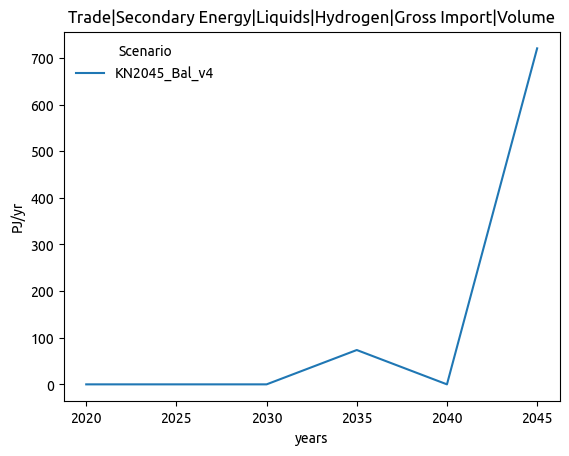 Trade|Secondary Energy|Liquids|Hydrogen|Gross Import|Volume
Scenario
KN2045_Bal_v4
700
600
500
400
300
200
100
0
PJ/yr
2020 2025 2030 2035 2040 2045
years